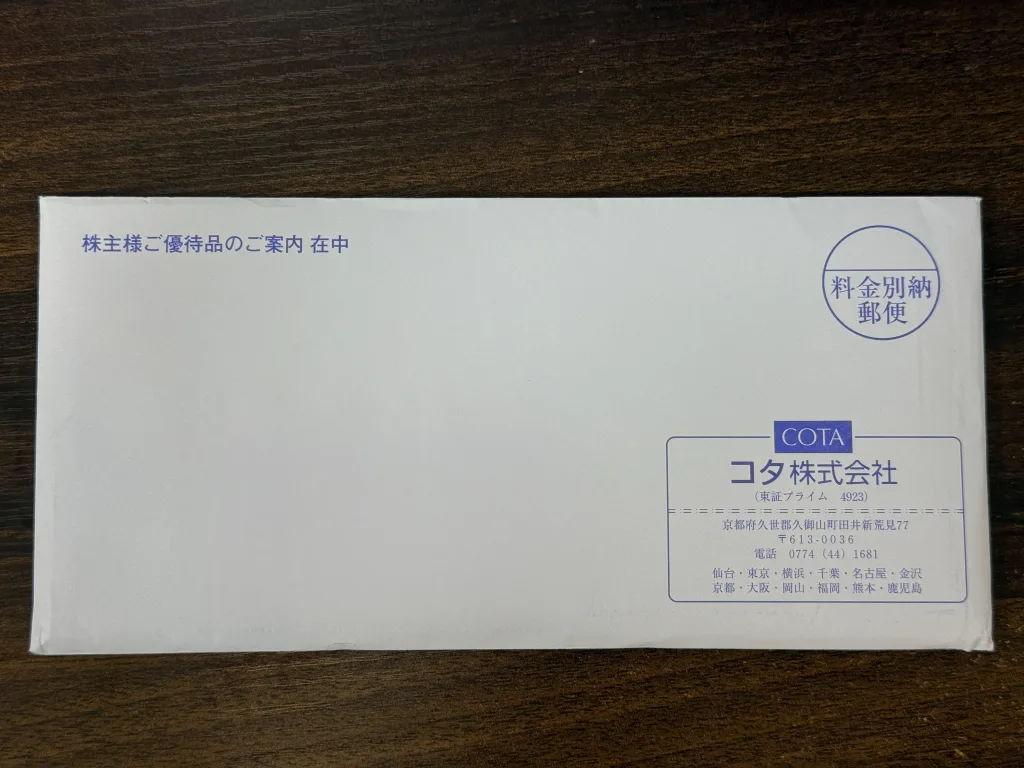 株主様ご優待品のご案内 在中
料金別納
郵便
COTA
コタ株式会社
(東証プライム 4923)
京都府久世郡久御山町田井新荒見77
〒613-0036
電話 0774 (44) 1681
仙台・東京・横浜・千葉・名古屋・金沢
京都・大阪・岡山・福岡・熊本・鹿児島